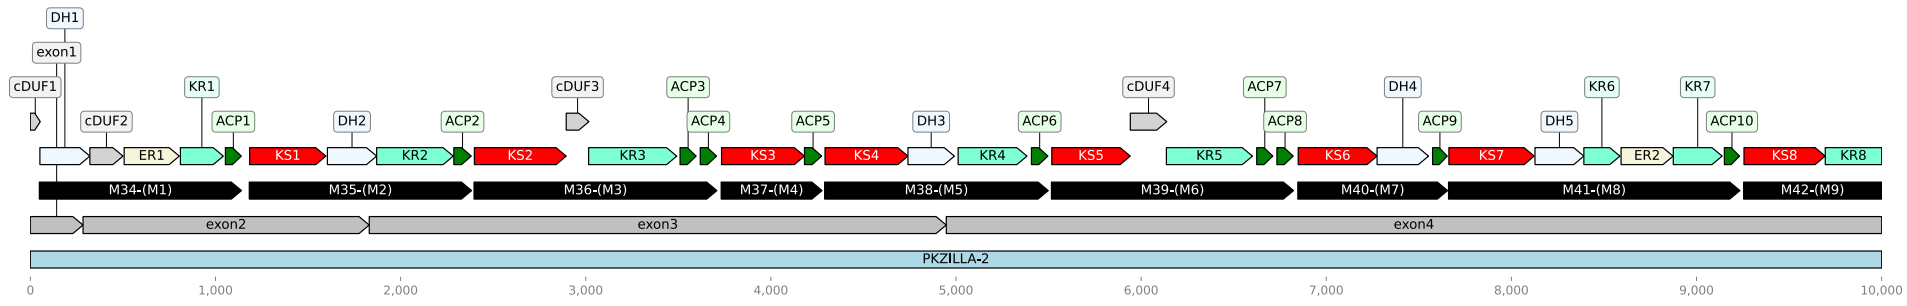 DH1
exon1
cDUF1 KR1 cDUF3 ACP3 cDUF4 ACP7 DH4 KR6 KR7
cDUF2 ACP1 DH2 ACP2 ACP4 ACP5 DH3 ACP6 ACP8 ACP9 DH5 ACP10
ER1 KS1 KR2 KS2 KR3 KS3 KS4 KR4 KS5 KR5 KS6 KS7 ER2 KS8 KR8
M34-(M1) M35-(M2) M36-(M3) M37-(M4) M38-(M5) M39-(M6) M40-(M7) M41-(M8) M42-(M9)
exon2 exon3 exon4
PKZILLA-2
0 1,000 2,000 3,000 4,000 5,000 6,000 7,000 8,000 9,000 10,000